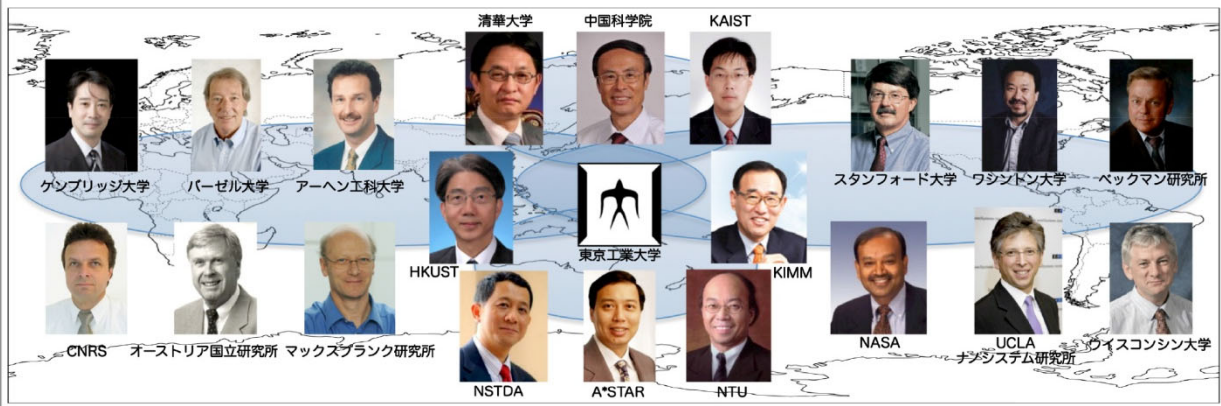 清華大学
中国科学院
KAIST
ケンブリッジ大学
バーゼル大学
アーヘン工科大学
スタンフォード大学
ワシントン大学
ベックマン研究所
HKUST
東京工業大学
KIMM
CNRS
オーストリア国立研究所
マックスプランク研究所
NSTDA
A*STAR
NTU
NASA
UCLA
ナノシステム研究所
ウイスコンシン大学